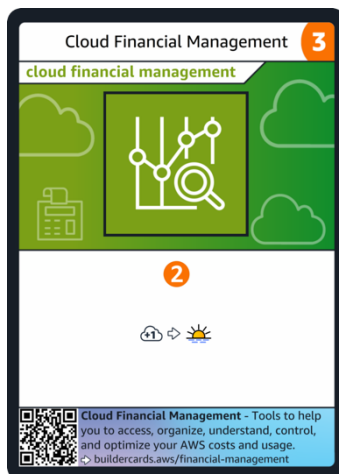 Cloud Financial Management 3
cloud financial management
2
+1
Cloud Financial Management - Tools to help
you to access, organize, understand, control,
and optimize your AWS costs and usage.
buildercards.aws/financial-management